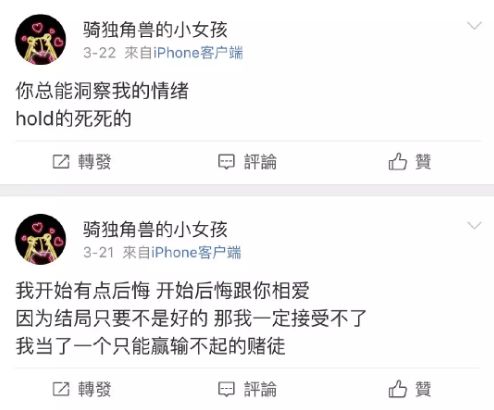 骑独角兽的小女孩
3-22 來自iPhone客户端
你总能洞察我的情绪
hold的死死的
轉發 評論 贊
骑独角兽的小女孩
3-21 來自iPhone客户端
我开始有点后悔 开始后悔跟你相爱
因为结局只要不是好的 那我一定接受不了
我当了一个只能赢输不起的赌徒
轉發 評論 贊